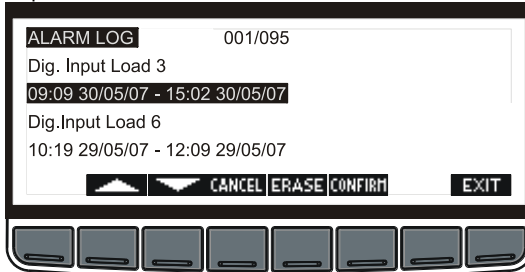 ALARM LOG 001/095
Dig. Input Load 3
09:09 30/05/07 - 15:02 30/05/07
Dig.Input Load 6
10:19 29/05/07 - 12:09 29/05/07
CANCEL ERASE CONFIRM EXIT